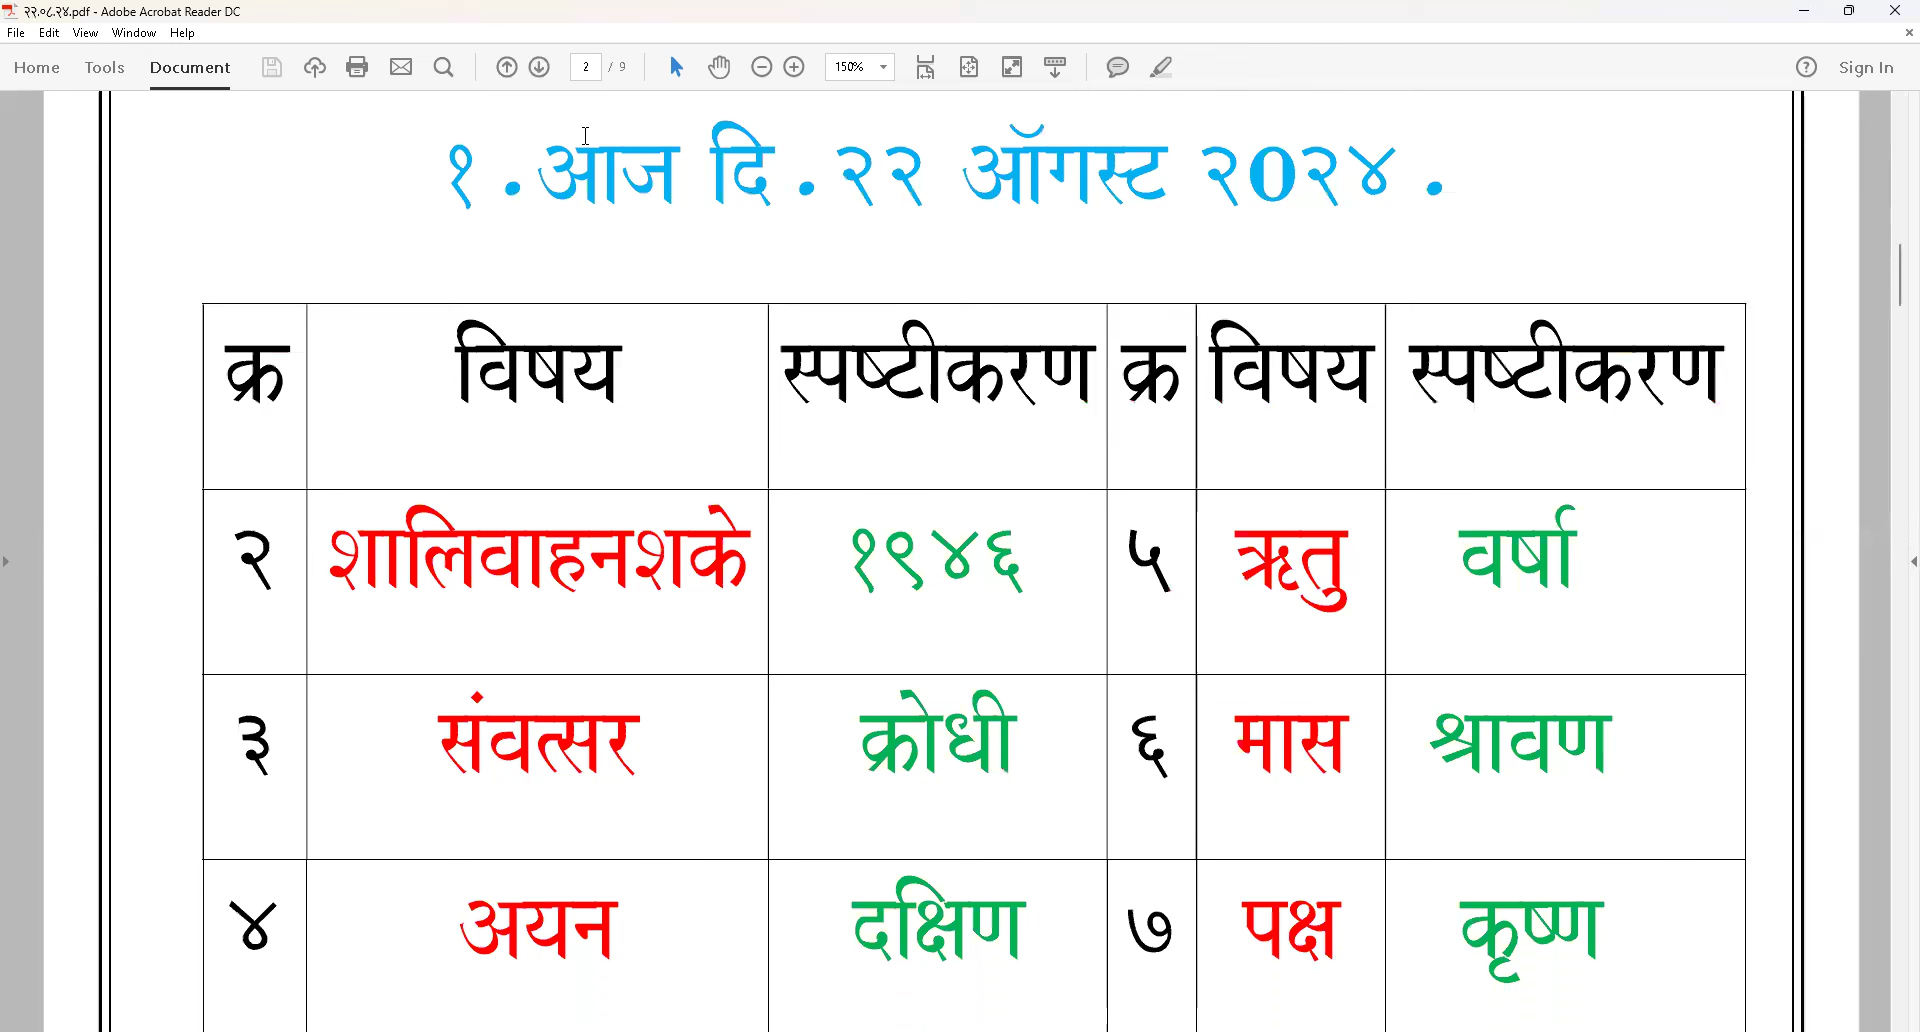 २२.०८.२४.pdf - Adobe Acrobat Reader DC
File Edit View Window Help
Home Tools Document 2 / 9 150% Sign In
१.आज दि.२२ ऑगस्ट २0२४.
क्र विषय स्पष्टीकरण क्र विषय स्पष्टीकरण
२ शालिवाहनशके १९४६ ५ ऋतु वर्षा
३ संवत्सर क्रोधी ६ मास श्रावण
४ अयन दक्षिण ७ पक्ष कृष्ण